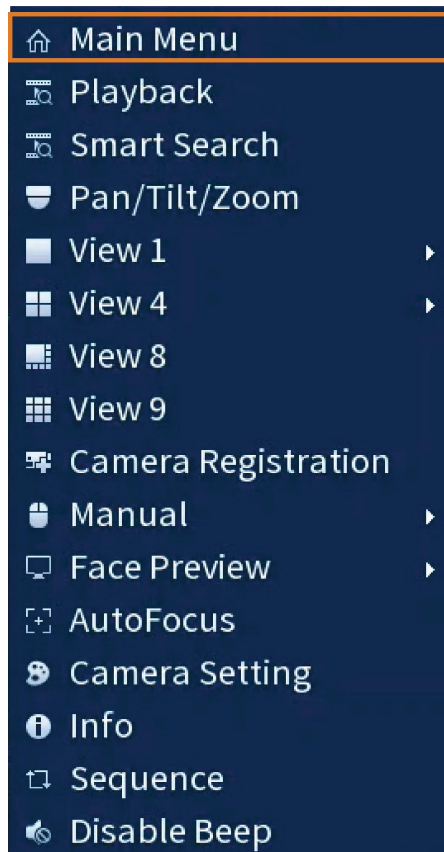 Main Menu
Playback
Smart Search
Pan/Tilt/Zoom
View 1
View 4
View 8
View 9
Camera Registration
Manual
Face Preview
AutoFocus
Camera Setting
Info
Sequence
Disable Beep